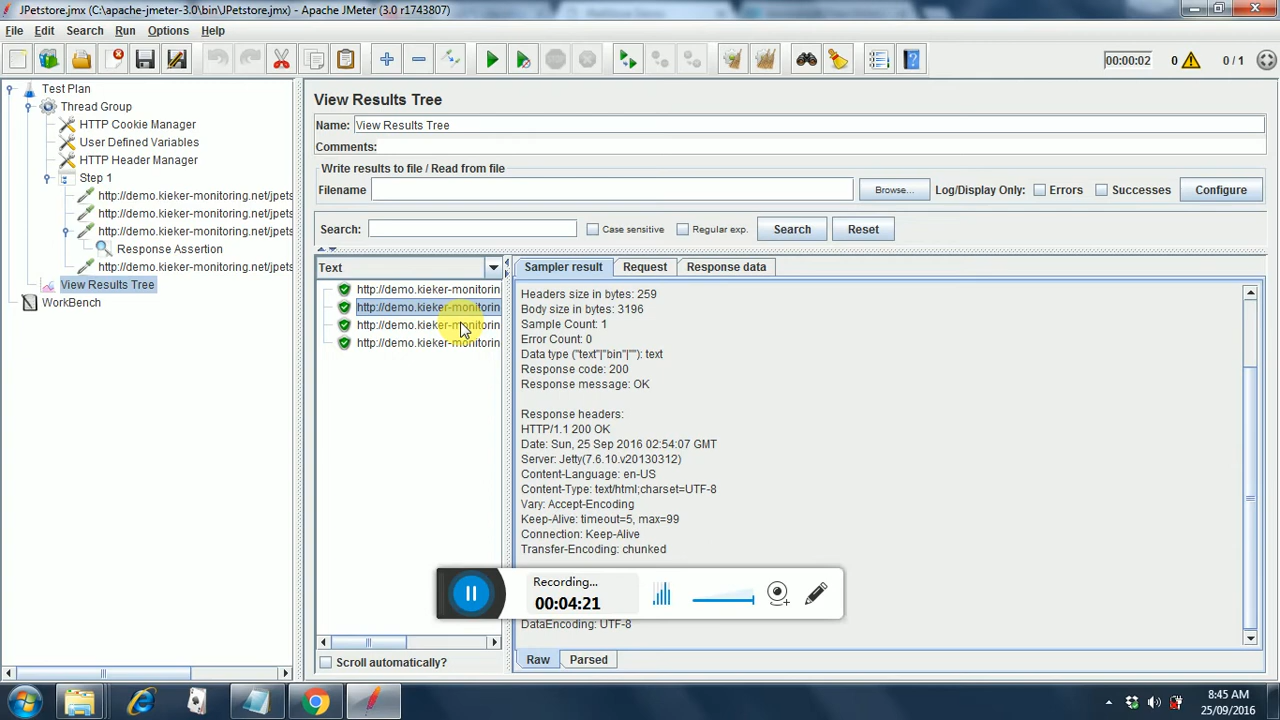 JPetstore.jmx (C:\apache-jmeter-3.0\bin\JPetstore.jmx) - Apache JMeter (3.0 r1743807)
File Edit Search Run Options Help
00:00:02 0 0 / 1
Test Plan
Thread Group
HTTP Cookie Manager
User Defined Variables
HTTP Header Manager
Step 1
http://demo.kieker-monitoring.net/jpets
http://demo.kieker-monitoring.net/jpets
http://demo.kieker-monitoring.net/jpets
Response Assertion
http://demo.kieker-monitoring.net/jpets
View Results Tree
WorkBench
View Results Tree
Name: View Results Tree
Comments:
Write results to file / Read from file
Filename Browse... Log/Display Only: Errors Successes Configure
Search: Case sensitive Regular exp. Search Reset
Text
http://demo.kieker-monitorin
http://demo.kieker-monitorin
http://demo.kieker-monitorin
http://demo.kieker-monitorin
Scroll automatically?
Sampler result Request Response data
Headers size in bytes: 259
Body size in bytes: 3196
Sample Count: 1
Error Count: 0
Data type ("text"|"bin"|""): text
Response code: 200
Response message: OK
Response headers:
HTTP/1.1 200 OK
Date: Sun, 25 Sep 2016 02:54:07 GMT
Server: Jetty(7.6.10.v20130312)
Content-Language: en-US
Content-Type: text/html;charset=UTF-8
Vary: Accept-Encoding
Keep-Alive: timeout=5, max=99
Connection: Keep-Alive
Transfer-Encoding: chunked
DataEncoding: UTF-8
Raw Parsed
Recording...
00:04:21
8:45 AM
25/09/2016